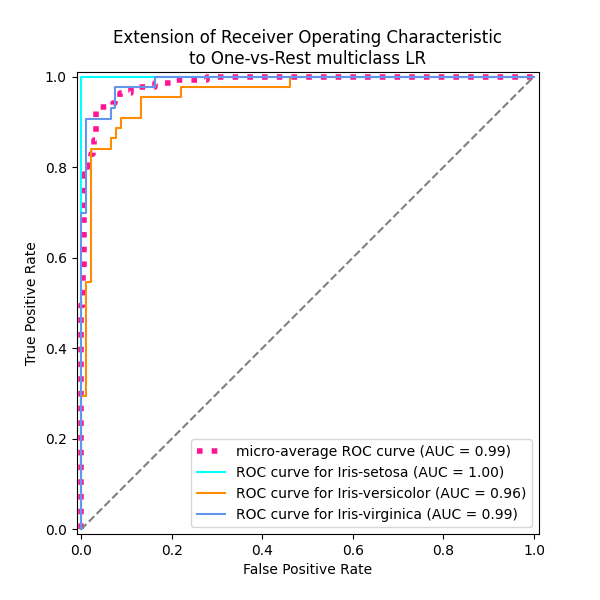 Extension of Receiver Operating Characteristic
to One-vs-Rest multiclass LR
True Positive Rate
1.0
0.8
0.6
0.4
0.2
0.0
micro-average ROC curve (AUC = 0.99)
ROC curve for Iris-setosa (AUC = 1.00)
ROC curve for Iris-versicolor (AUC = 0.96)
ROC curve for Iris-virginica (AUC = 0.99)
0.0 0.2 0.4 0.6 0.8 1.0
False Positive Rate